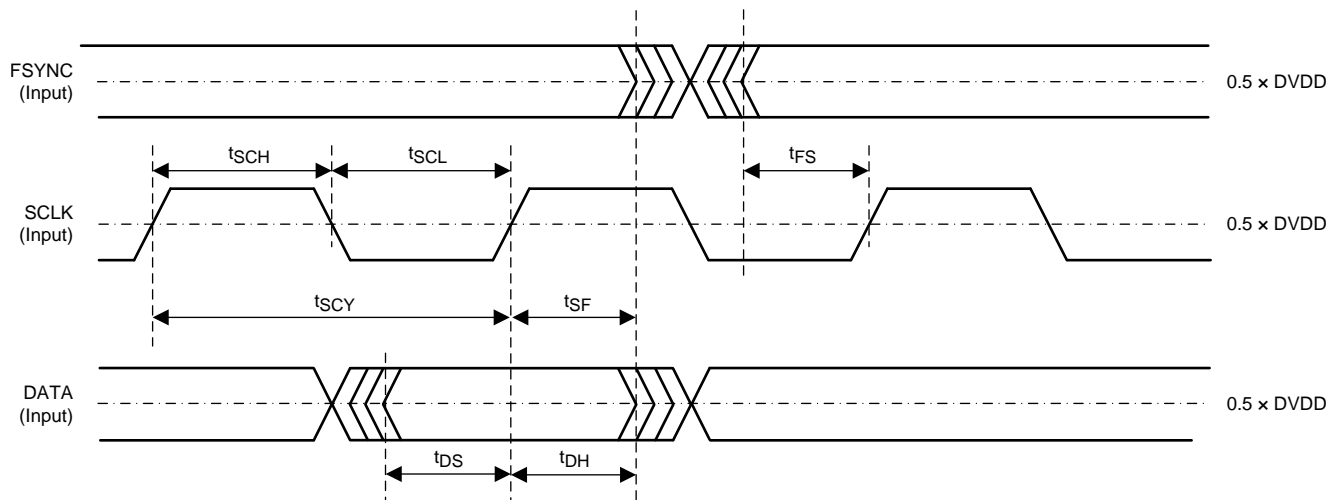 FSYNC
(Input)
0.5 × DVDD
tSCH
tSCL
tFS
SCLK
(Input)
0.5 × DVDD
tSCY
tSF
DATA
(Input)
0.5 × DVDD
tDS
tDH